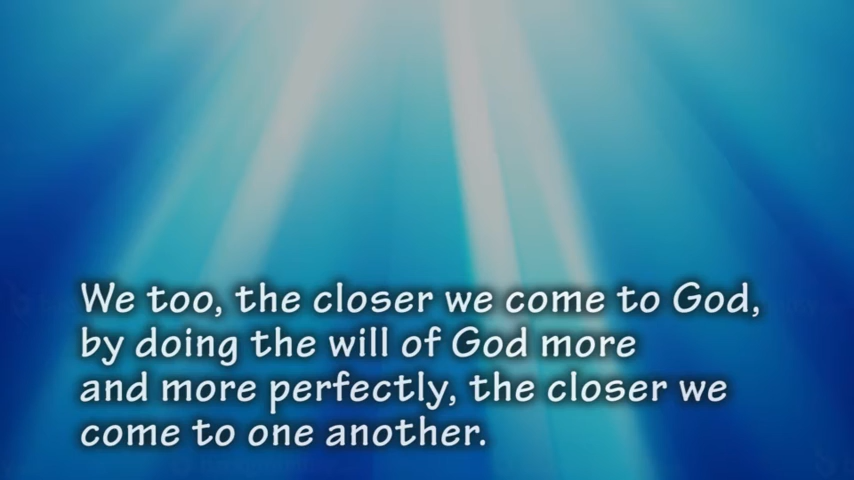 We too, the closer we come to God,
by doing the will of God more
and more perfectly, the closer we
come to one another.